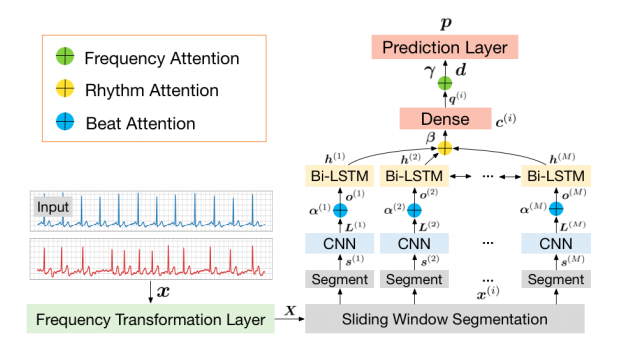 p
Prediction Layer
γ d
q^(i)
Dense c^(i)
β
h^(1) h^(2) h^(M)
Bi-LSTM Bi-LSTM ... Bi-LSTM
o^(1) o^(2) o^(M)
α^(1) α^(2) α^(M)
L^(1) L^(2) L^(M)
CNN CNN ... CNN
s^(1) s^(2) s^(M)
Segment Segment ... Segment
x^(i)
Sliding Window Segmentation
Frequency Attention
Rhythm Attention
Beat Attention
Input
x
Frequency Transformation Layer
X